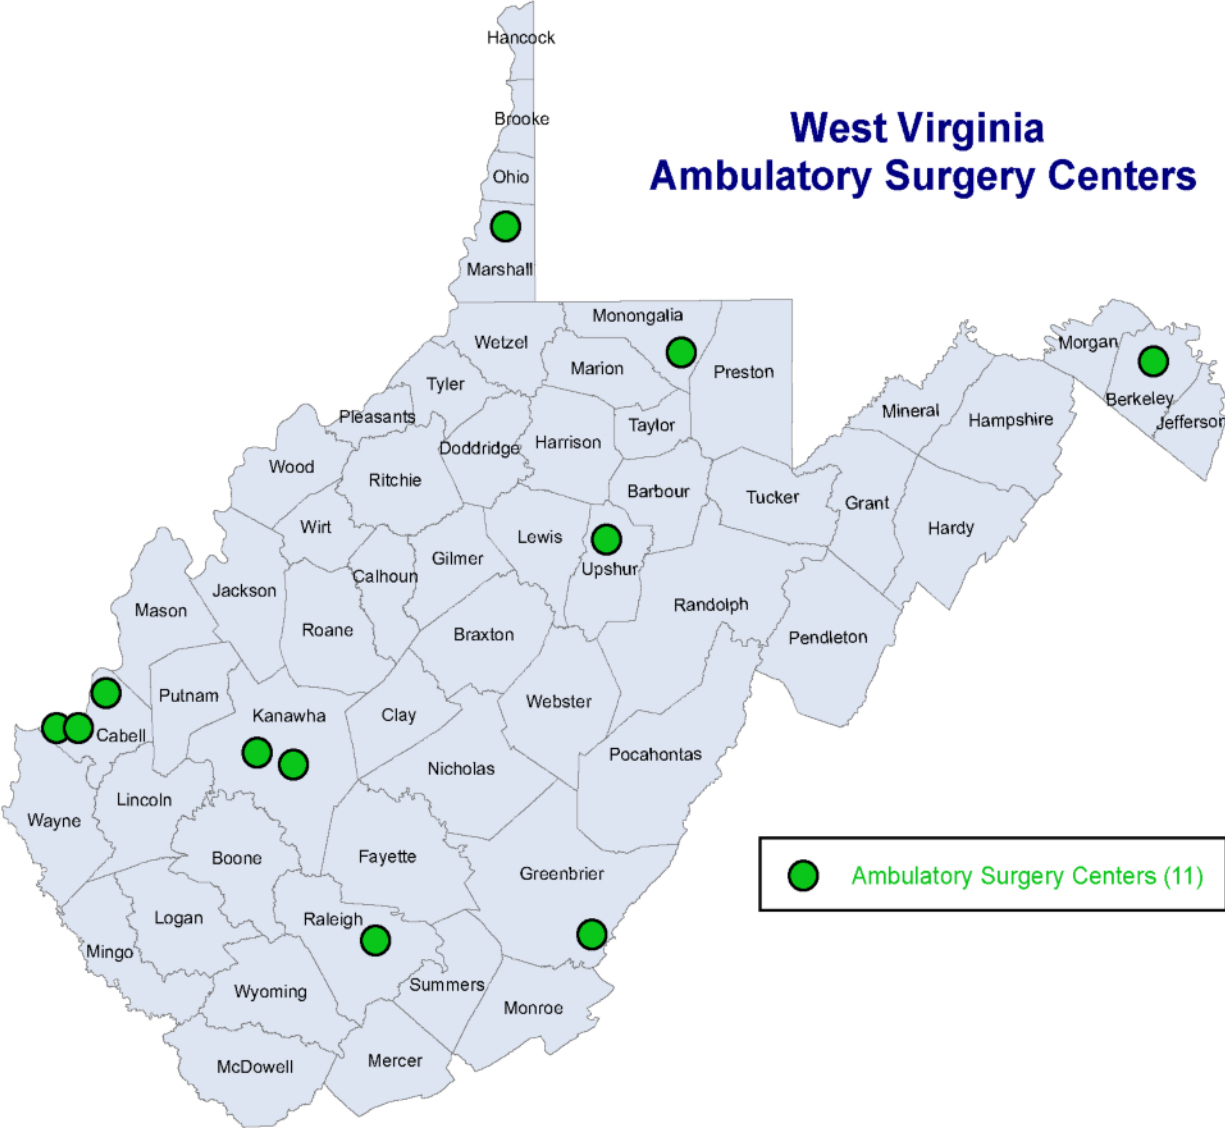 Hancock
Brooke
West Virginia
Ambulatory Surgery Centers
Ohio
Marshall
Monongalia
Wetzel
Morgan
Marion
Preston
Tyler
Berkeley
Mineral
Pleasants
Hampshire
Jefferson
Taylor
Doddridge
Harrison
Wood
Ritchie
Barbour
Tucker
Grant
Wirt
Hardy
Lewis
Gilmer
Upshur
Calhoun
Jackson
Randolph
Mason
Roane
Braxton
Pendleton
Putnam
Webster
Kanawha
Clay
Cabell
Pocahontas
Nicholas
Lincoln
Wayne
Fayette
Boone
Greenbrier
Ambulatory Surgery Centers (11)
Logan
Raleigh
Mingo
Summers
Wyoming
Monroe
Mercer
McDowell